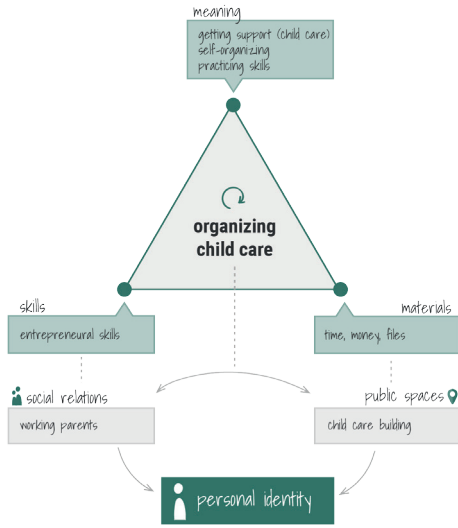 meaning
getting support (child care)
self-organizing
practicing skills
organizing
child care
skills
entrepreneural skills
materials
time, money, files
social relations
working parents
public spaces
child care building
personal identity